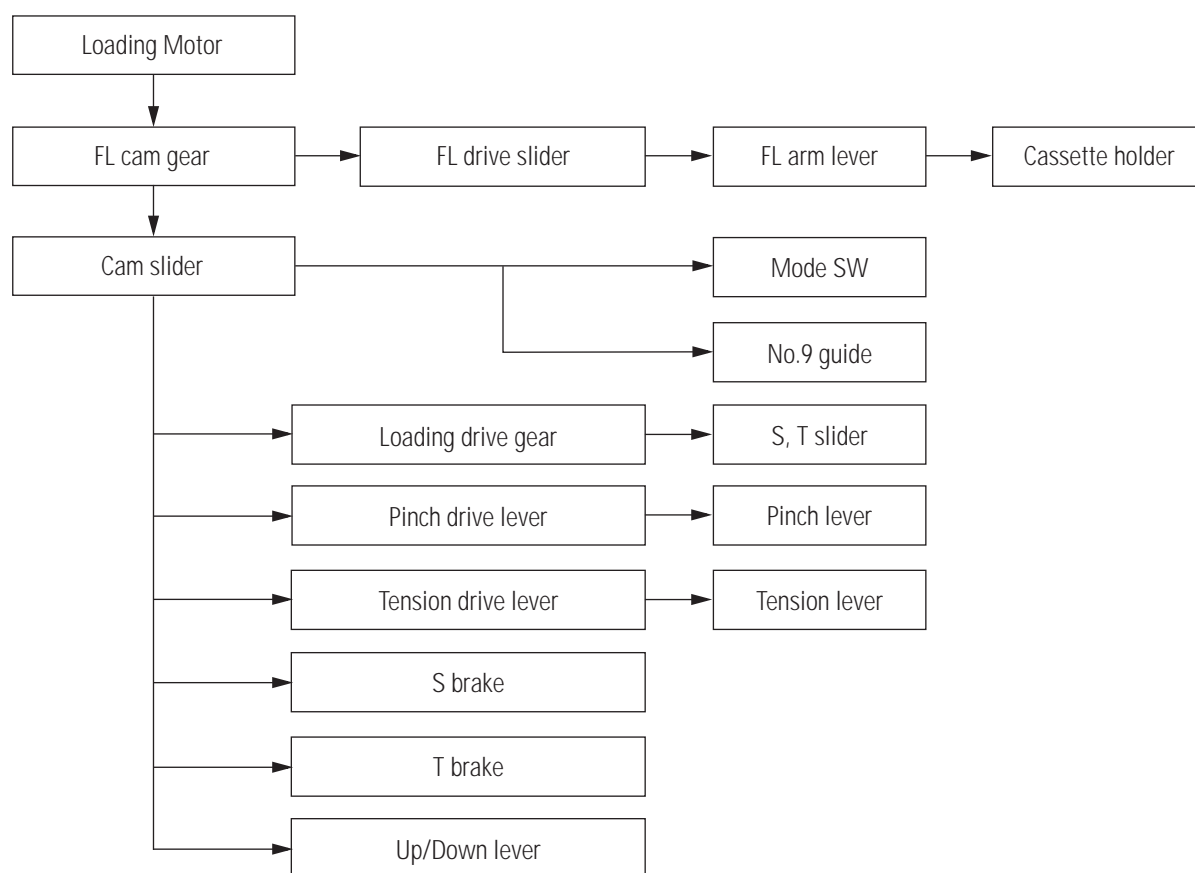 Loading Motor
FL cam gear
FL drive slider
FL arm lever
Cassette holder
Cam slider
Mode SW
No.9 guide
Loading drive gear
S, T slider
Pinch drive lever
Pinch lever
Tension drive lever
Tension lever
S brake
T brake
Up/Down lever